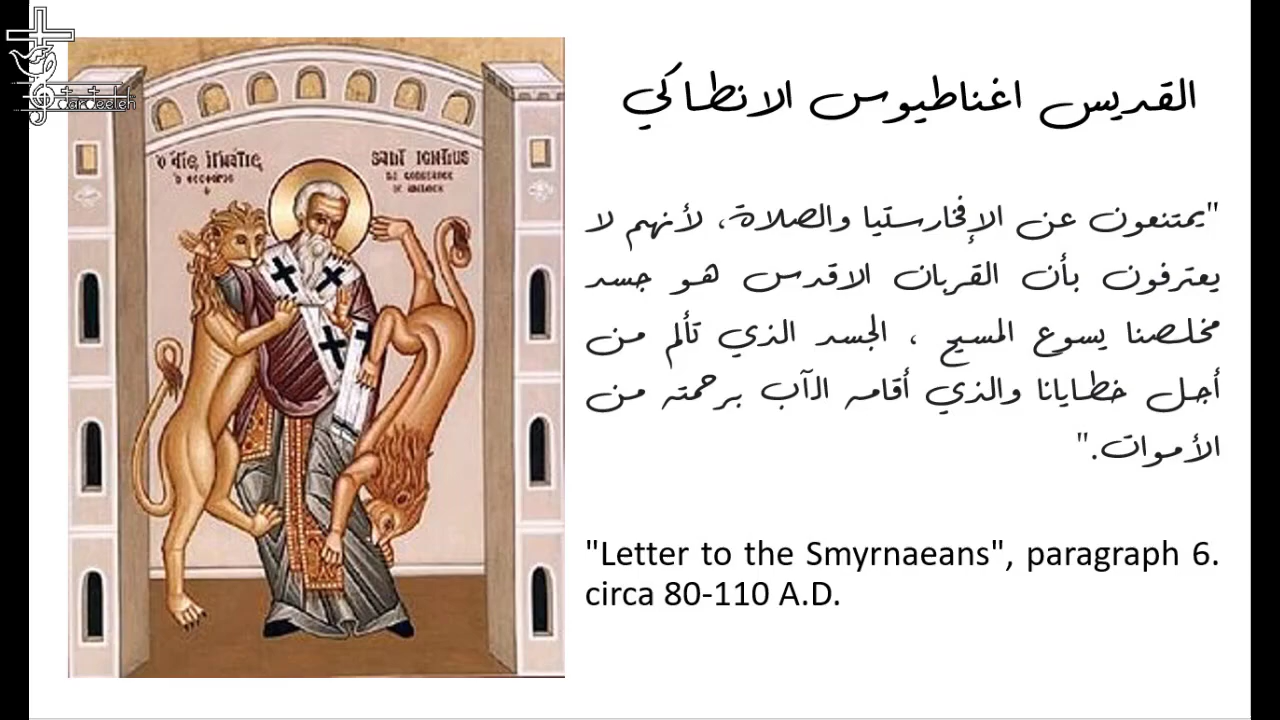 القديس اغناطيوس الانطاكي
"يمتنعون عن الإفخارستيا والصلاة، لأنهم لا
يعترفون بأن القربان الاقدس هو جسد
مخلصنا يسوع المسيح ، الجسد الذي تألم من
أجل خطايانا والذي أقامه الآب برحمته من
الأموات."
"Letter to the Smyrnaeans", paragraph 6.
circa 80-110 A.D.